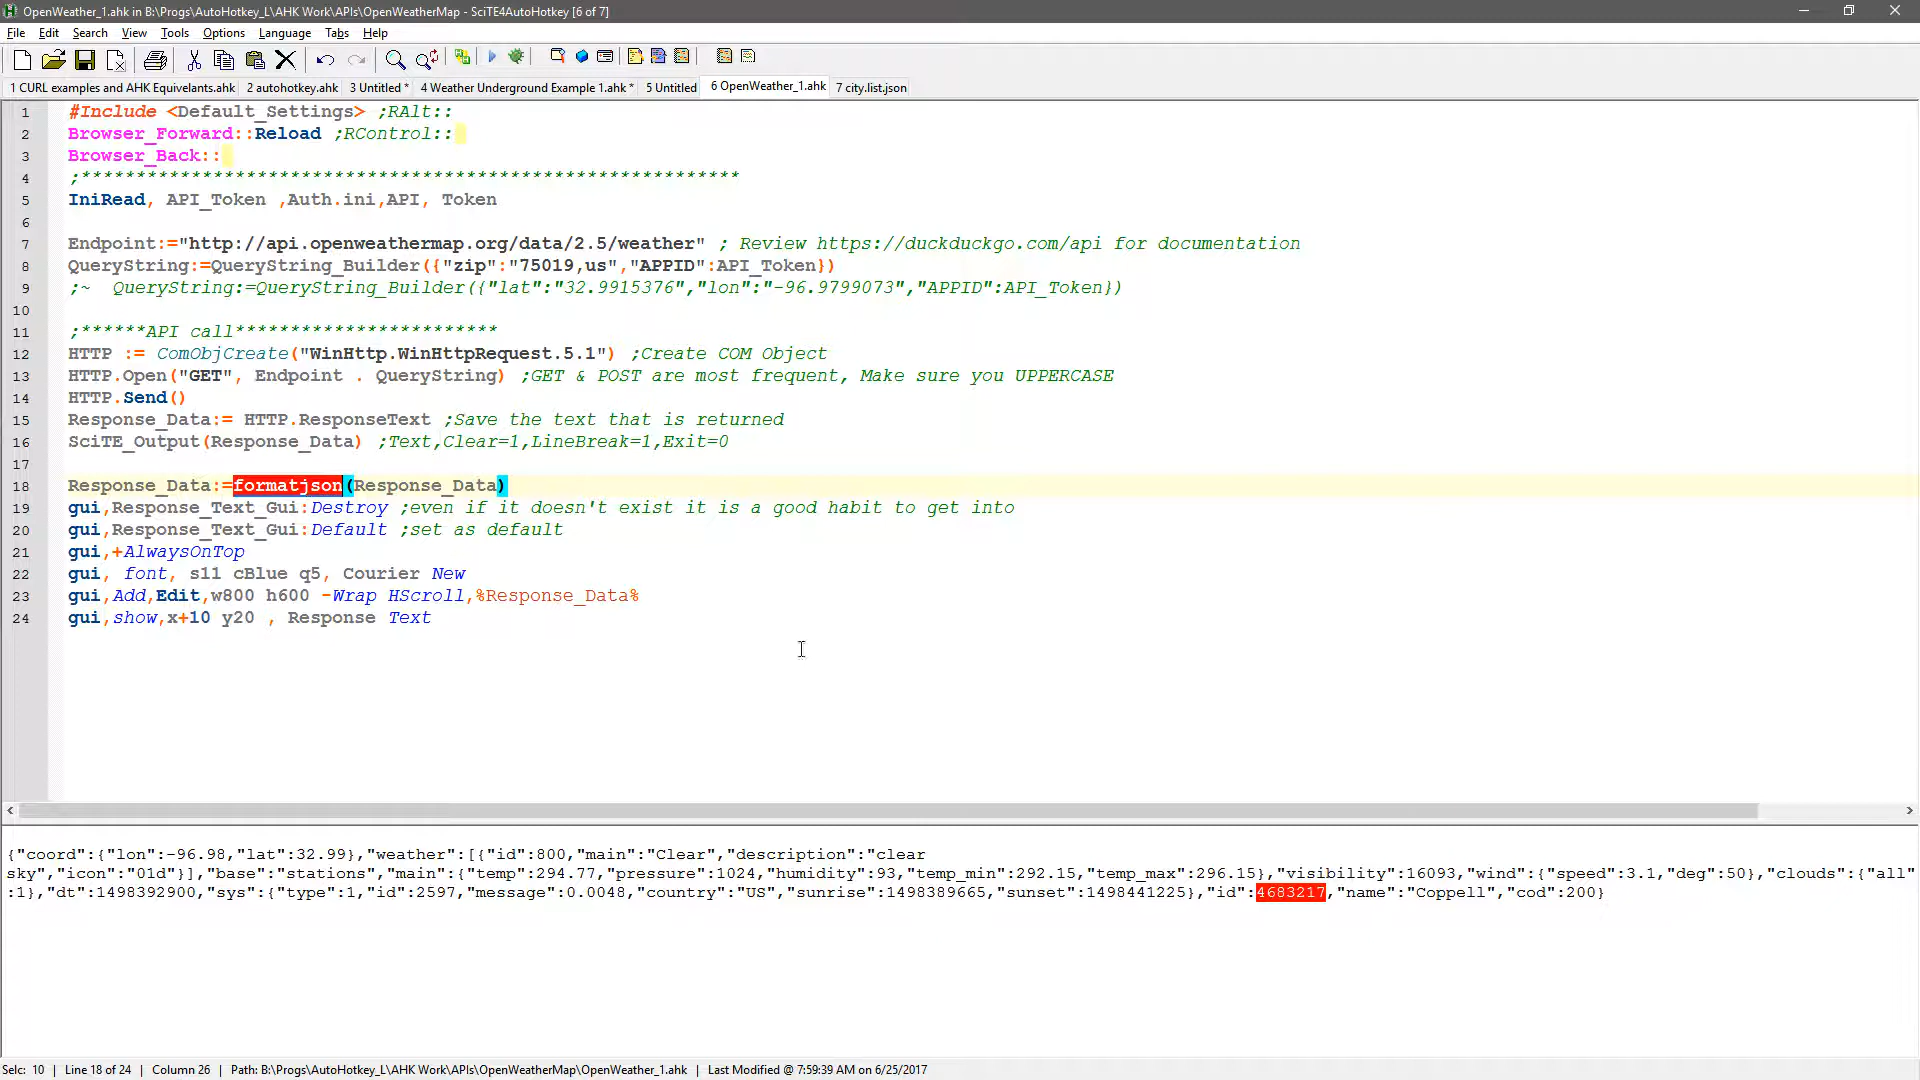 OpenWeather_1.ahk in B:\Progs\AutoHotkey_L\AHK Work\APIs\OpenWeatherMap - SciTE4AutoHotkey [6 of 7]
File Edit Search View Tools Options Language Tabs Help
1 CURL examples and AHK Equivelants.ahk 2 autohotkey.ahk 3 Untitled * 4 Weather Underground Example 1.ahk * 5 Untitled 6 OpenWeather_1.ahk 7 city.list.json
1 #Include <Default_Settings> ;RAlt::
2 Browser_Forward::Reload ;RControl::
3 Browser_Back::
4 ;************************************************************
5 IniRead, API_Token ,Auth.ini,API, Token
6
7 Endpoint:="http://api.openweathermap.org/data/2.5/weather" ; Review https://duckduckgo.com/api for documentation
8 QueryString:=QueryString_Builder({"zip":"75019,us","APPID":API_Token})
9 ;~ QueryString:=QueryString_Builder({"lat":"32.9915376","lon":"-96.9799073","APPID":API_Token})
10
11 ;******API call************************
12 HTTP := ComObjCreate("WinHttp.WinHttpRequest.5.1") ;Create COM Object
13 HTTP.Open("GET", Endpoint . QueryString) ;GET & POST are most frequent, Make sure you UPPERCASE
14 HTTP.Send()
15 Response_Data:= HTTP.ResponseText ;Save the text that is returned
16 SciTE_Output(Response_Data) ;Text,Clear=1,LineBreak=1,Exit=0
17
18 Response_Data:=formatjson(Response_Data)
19 gui,Response_Text_Gui:Destroy ;even if it doesn't exist it is a good habit to get into
20 gui,Response_Text_Gui:Default ;set as default
21 gui,+AlwaysOnTop
22 gui, font, s11 cBlue q5, Courier New
23 gui,Add,Edit,w800 h600 -Wrap HScroll,%Response_Data%
24 gui,show,x+10 y20 , Response Text
{"coord":{"lon":-96.98,"lat":32.99},"weather":[{"id":800,"main":"Clear","description":"clear
sky","icon":"01d"}],"base":"stations","main":{"temp":294.77,"pressure":1024,"humidity":93,"temp_min":292.15,"temp_max":296.15},"visibility":16093,"wind":{"speed":3.1,"deg":50},"clouds":{"all"
:1},"dt":1498392900,"sys":{"type":1,"id":2597,"message":0.0048,"country":"US","sunrise":1498389665,"sunset":1498441225},"id":4683217,"name":"Coppell","cod":200}
Selc: 10 | Line 18 of 24 | Column 26 | Path: B:\Progs\AutoHotkey_L\AHK Work\APIs\OpenWeatherMap\OpenWeather_1.ahk | Last Modified @ 7:59:39 AM on 6/25/2017